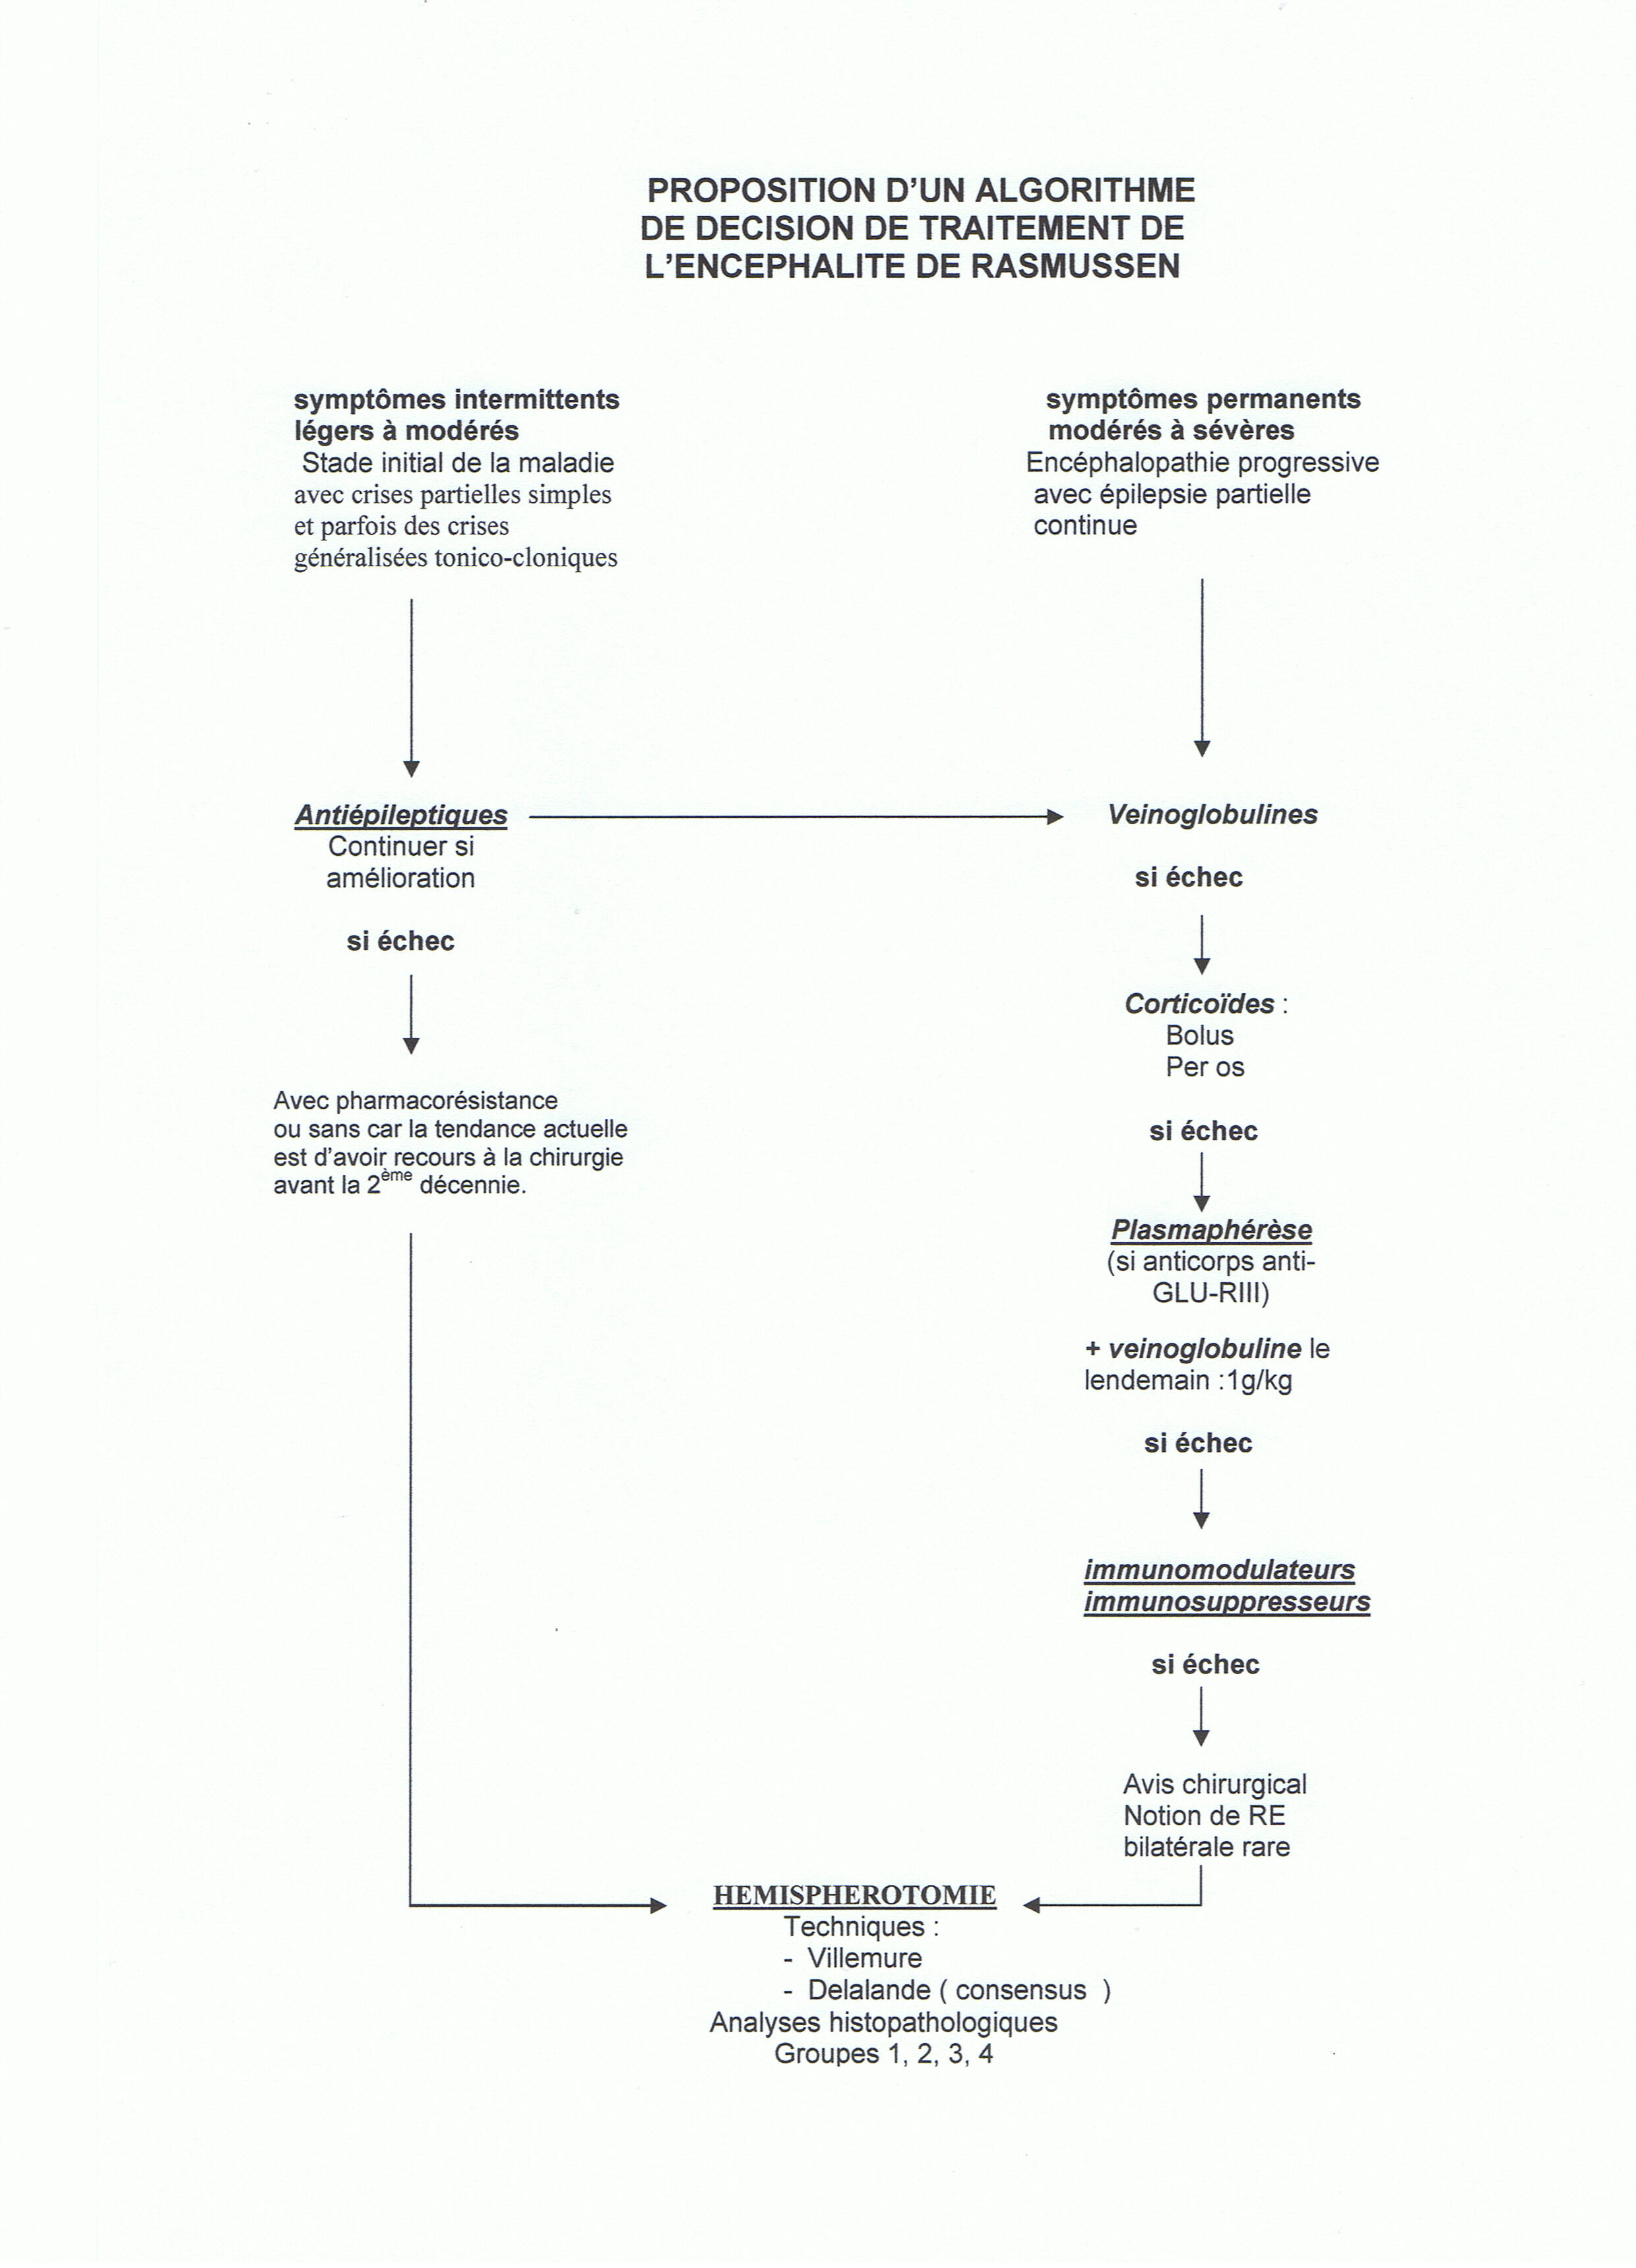 PROPOSITION D’UN ALGORITHME
DE DECISION DE TRAITEMENT DE
L’ENCEPHALITE DE RASMUSSEN
symptômes intermittents
légers à modérés
Stade initial de la maladie
avec crises partielles simples
et parfois des crises
généralisées tonico-cloniques
symptômes permanents
modérés à sévères
Encéphalopathie progressive
avec épilepsie partielle
continue
Antiépileptiques
Continuer si
amélioration
si échec
Avec pharmacorésistance
ou sans car la tendance actuelle
est d’avoir recours à la chirurgie
avant la 2ème décennie.
Veinoglobulines
si échec
Corticoïdes :
Bolus
Per os
si échec
Plasmaphérèse
(si anticorps anti-
GLU-RIII)
+ veinoglobuline le
lendemain :1g/kg
si échec
immunomodulateurs
immunosuppresseurs
si échec
Avis chirurgical
Notion de RE
bilatérale rare
HEMISPHEROTOMIE
Techniques :
- Villemure
- Delalande ( consensus )
Analyses histopathologiques
Groupes 1, 2, 3, 4